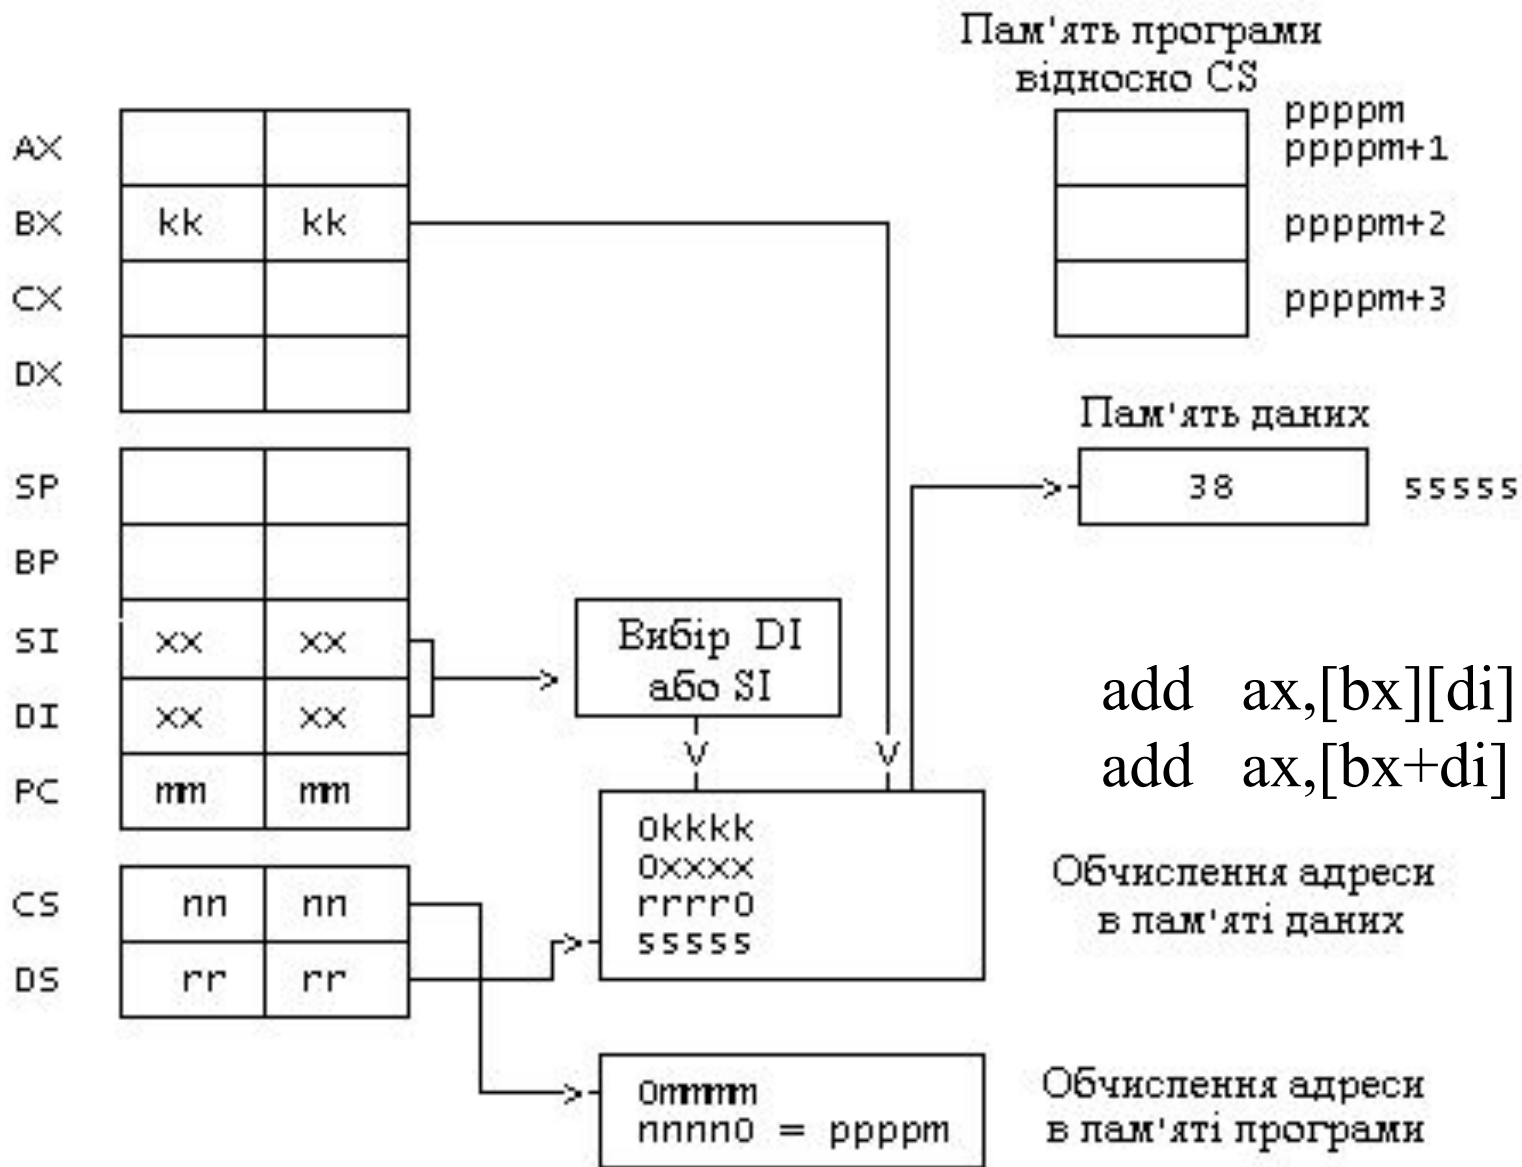 Пам'ять програми
відносно CS
ppppm
ppppm+1
ppppm+2
ppppm+3
AX
BX kk kk
CX
DX
Пам'ять даних
38 sssss
SP
BP
SI xx xx
DI xx xx
PC mm mm
Вибір DI
або SI
add ax,[bx][di]
add ax,[bx+di]
0kkkk
0xxxx
rrrr0
sssss
Обчислення адреси
в пам'яті даних
CS nn nn
DS rr rr
0mmmm
nnnn0 = ppppm
Обчислення адреси
в пам'яті програми